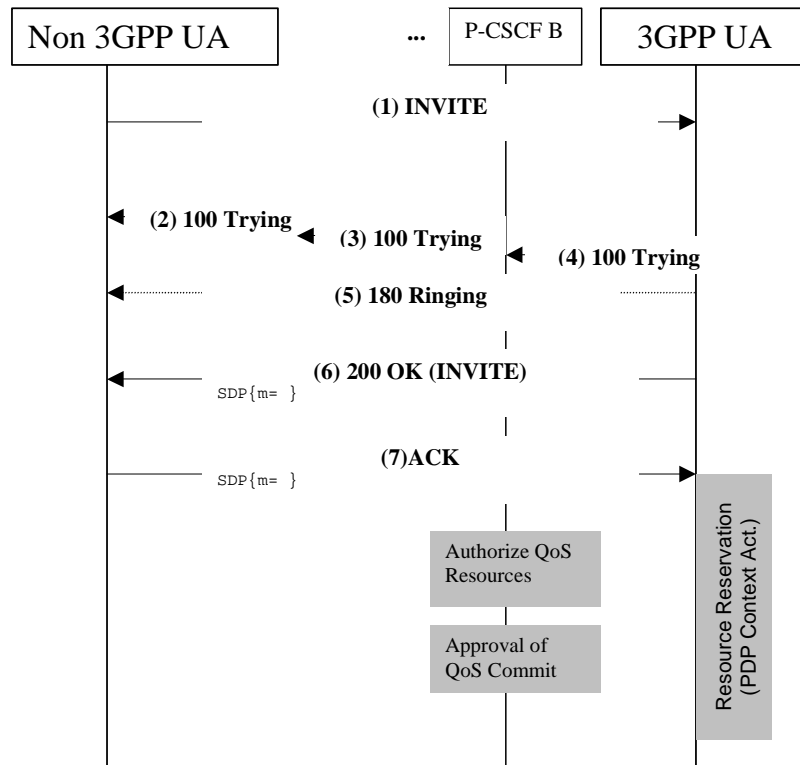 Non 3GPP UA
...
P-CSCF B
3GPP UA
(1) INVITE
(2) 100 Trying
(3) 100 Trying
(4) 100 Trying
(5) 180 Ringing
(6) 200 OK (INVITE)
SDP{m= }
(7)ACK
SDP{m= }
Authorize QoS
Resources
Approval of
QoS Commit
Resource Reservation
(PDP Context Act.)